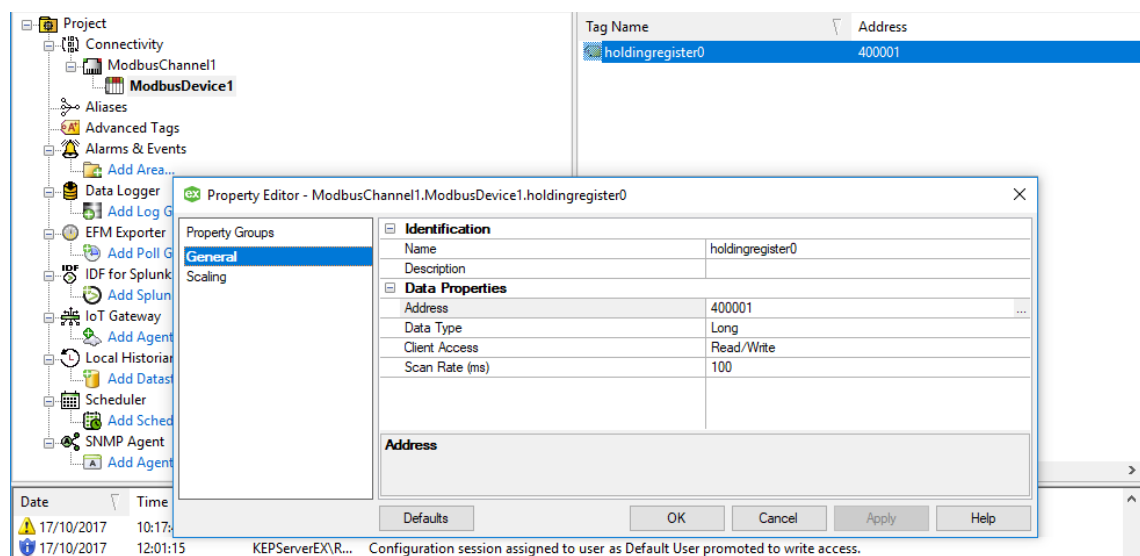 Project
Connectivity
ModbusChannel1
ModbusDevice1
Aliases
Advanced Tags
Alarms & Events
Add Area...
Data Logger
Add Log G
EFM Exporter
Add Poll G
IDF for Splunk
Add Splun
IoT Gateway
Add Agent
Local Historian
Add Datast
Scheduler
Add Sched
SNMP Agent
Add Agent
Tag Name Address
holdingregister0 400001
ex Property Editor - ModbusChannel1.ModbusDevice1.holdingregister0
Property Groups
General
Scaling
Identification
Name holdingregister0
Description
Data Properties
Address 400001 ...
Data Type Long
Client Access Read/Write
Scan Rate (ms) 100
Address
Defaults OK Cancel Apply Help
Date Time
17/10/2017 10:17:
17/10/2017 12:01:15 KEPServerEX\R... Configuration session assigned to user as Default User promoted to write access.